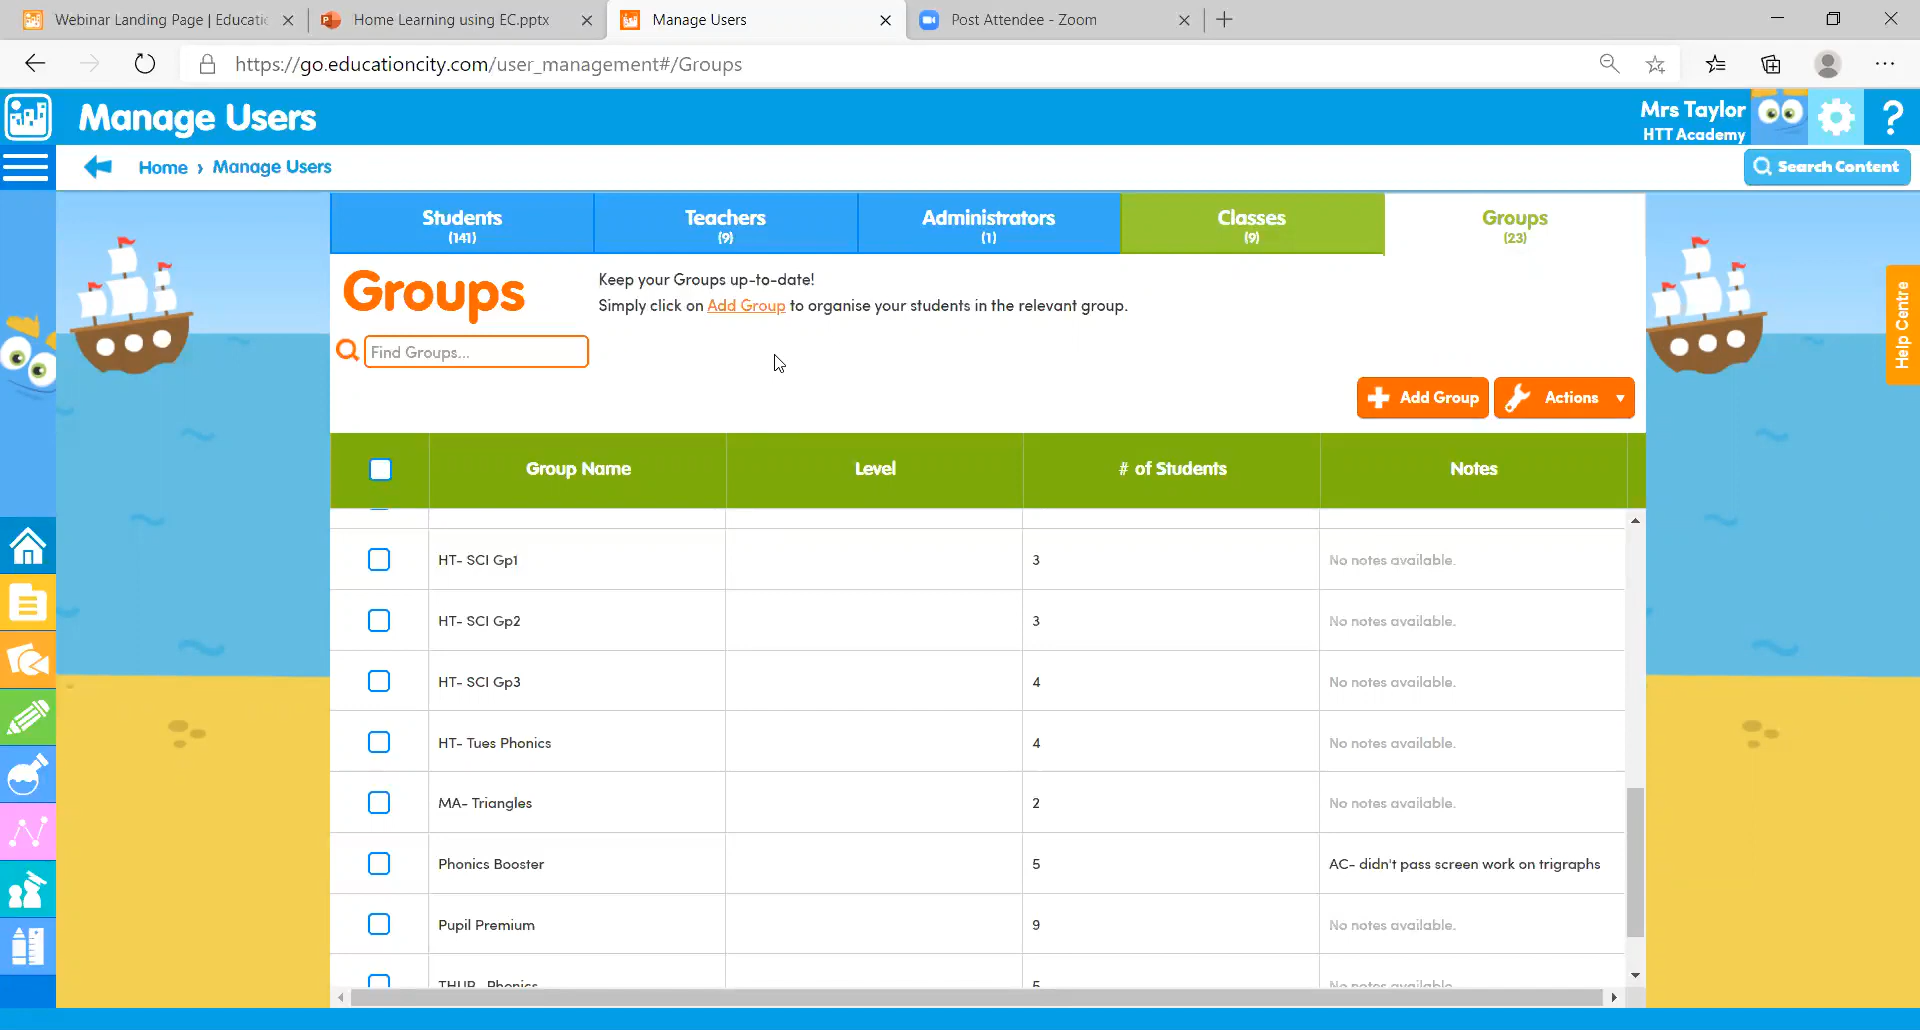 Webinar Landing Page | Educatic
Home Learning using EC.pptx
Manage Users
Post Attendee - Zoom
https://go.educationcity.com/user_management#/Groups
Manage Users
Mrs Taylor
HTT Academy
?
Home › Manage Users
Search Content
Students
(141)
Teachers
(9)
Administrators
(1)
Classes
(9)
Groups
(23)
Groups
Keep your Groups up-to-date!
Simply click on Add Group to organise your students in the relevant group.
Find Groups...
Help Centre
Add Group
Actions
Group Name Level # of Students Notes
HT- SCI Gp1 3 No notes available.
HT- SCI Gp2 3 No notes available.
HT- SCI Gp3 4 No notes available.
HT- Tues Phonics 4 No notes available.
MA- Triangles 2 No notes available.
Phonics Booster 5 AC- didn't pass screen work on trigraphs
Pupil Premium 9 No notes available.
Phonics 5 No notes available.